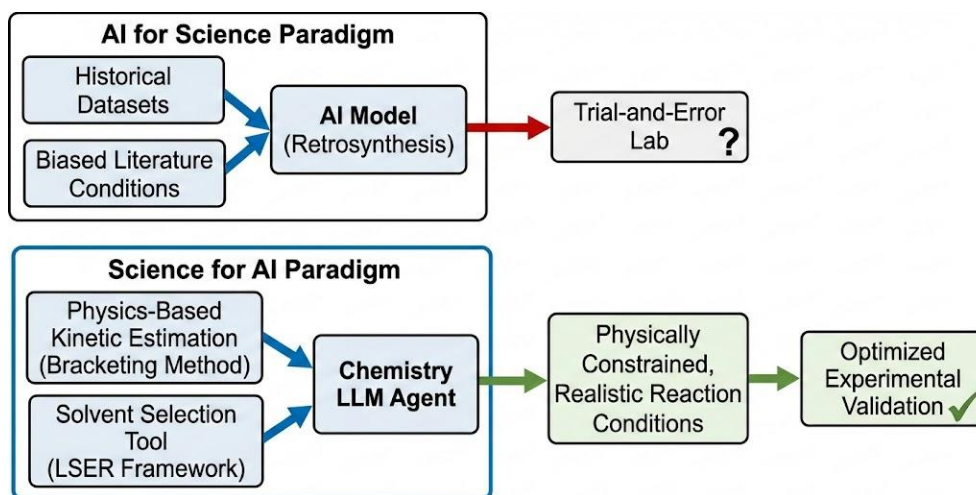 AI for Science Paradigm
Historical
Datasets
Biased Literature
Conditions
AI Model
(Retrosynthesis)
Trial-and-Error
Lab
?
Science for AI Paradigm
Physics-Based
Kinetic Estimation
(Bracketing Method)
Solvent Selection
Tool
(LSER Framework)
Chemistry
LLM Agent
Physically
Constrained,
Realistic Reaction
Conditions
Optimized
Experimental
Validation